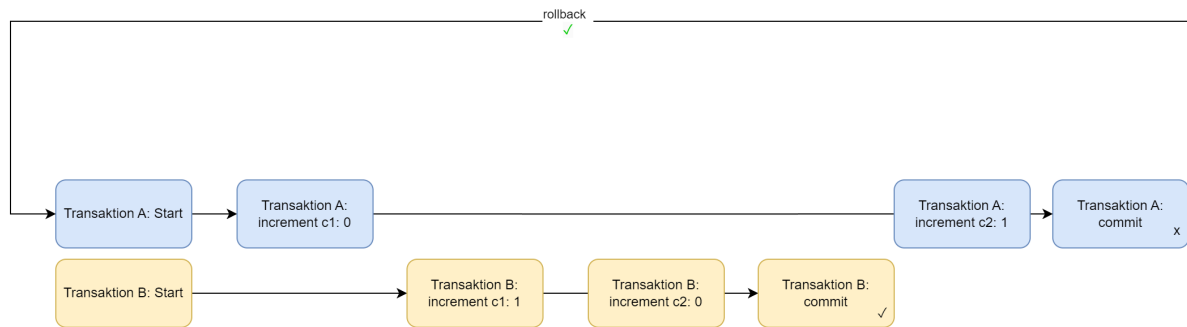 rollback
✓
Transaktion A: Start
Transaktion A:
increment c1: 0
Transaktion A:
increment c2: 1
Transaktion A:
commit
x
Transaktion B: Start
Transaktion B:
increment c1: 1
Transaktion B:
increment c2: 0
Transaktion B:
commit
✓